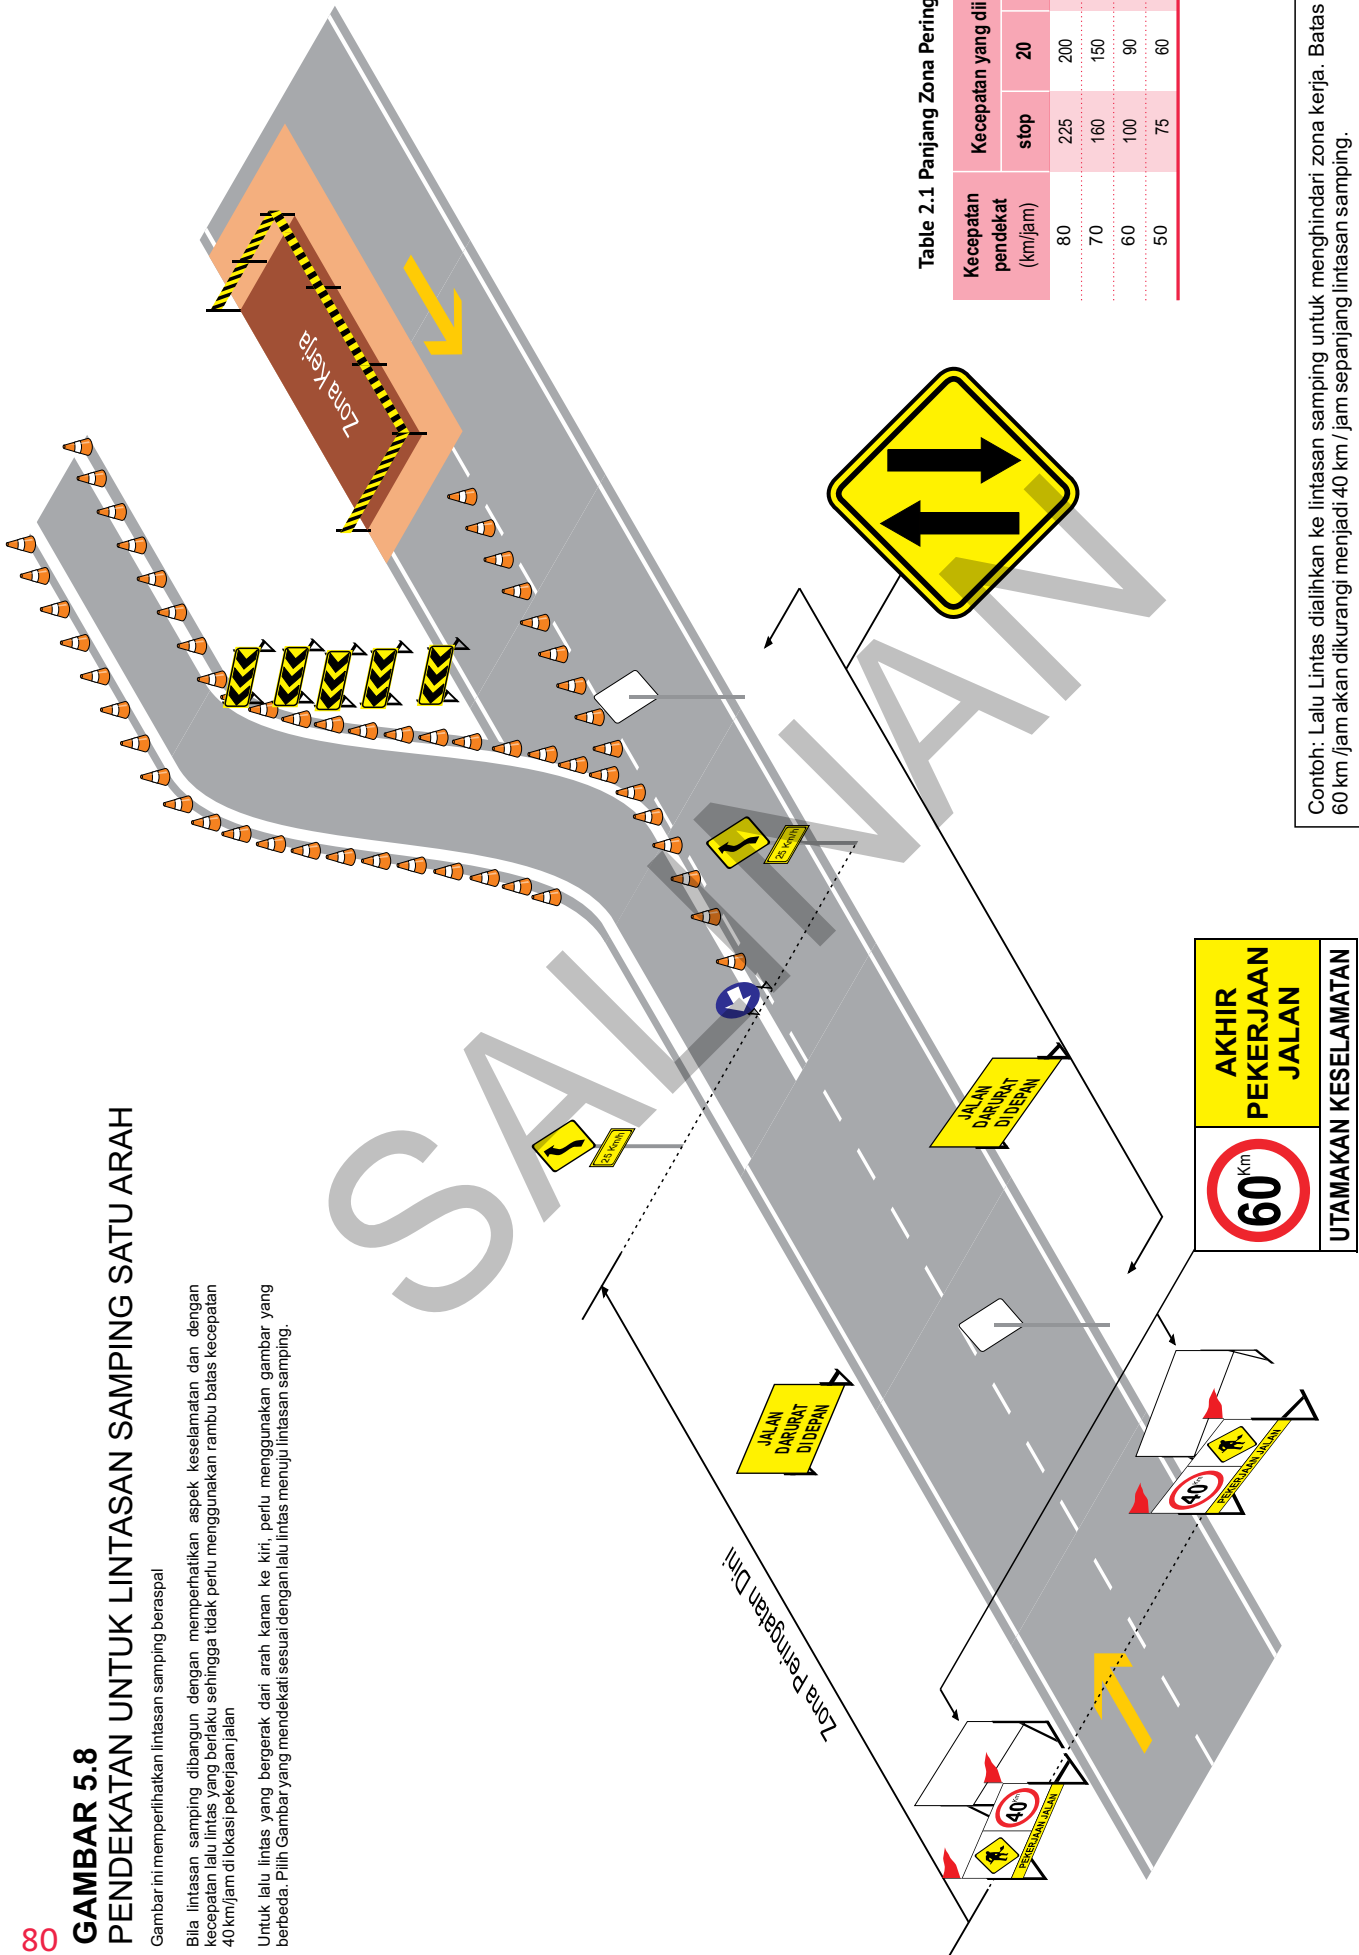 80
GAMBAR 5.8
PENDEKATAN UNTUK LINTASAN SAMPING SATU ARAH
Gambar ini memperlihatkan lintasan samping beraspal
Bila lintasan samping dibangun dengan memperhatikan aspek keselamatan dan dengan
kecepatan lalu lintas yang berlaku sehingga tidak perlu menggunakan rambu batas kecepatan
40 km/jam di lokasi pekerjaan jalan
Untuk lalu lintas yang bergerak dari arah kanan ke kiri, perlu menggunakan gambar yang
berbeda. Pilih Gambar yang mendekati sesuai dengan lalu lintas menuju lintasan samping.
Zona Kerja
25 Km/h
25 Km/h
JALAN
DARURAT
DI DEPAN
JALAN
DARURAT
DI DEPAN
Zona Peringatan Dini
40 Km
PEKERJAAN JALAN
40 Km
PEKERJAAN JALAN
60 Km
AKHIR
PEKERJAAN
JALAN
UTAMAKAN KESELAMATAN
SALINAN
Table 2.1 Panjang Zona Pering
Kecepatan
pendekat
(km/jam)
Kecepatan yang dii
stop 20
80 225 200
70 160 150
60 100 90
50 75 60
Contoh: Lalu Lintas dialihkan ke lintasan samping untuk menghindari zona kerja. Batas
60 km /jam akan dikurangi menjadi 40 km / jam sepanjang lintasan samping.